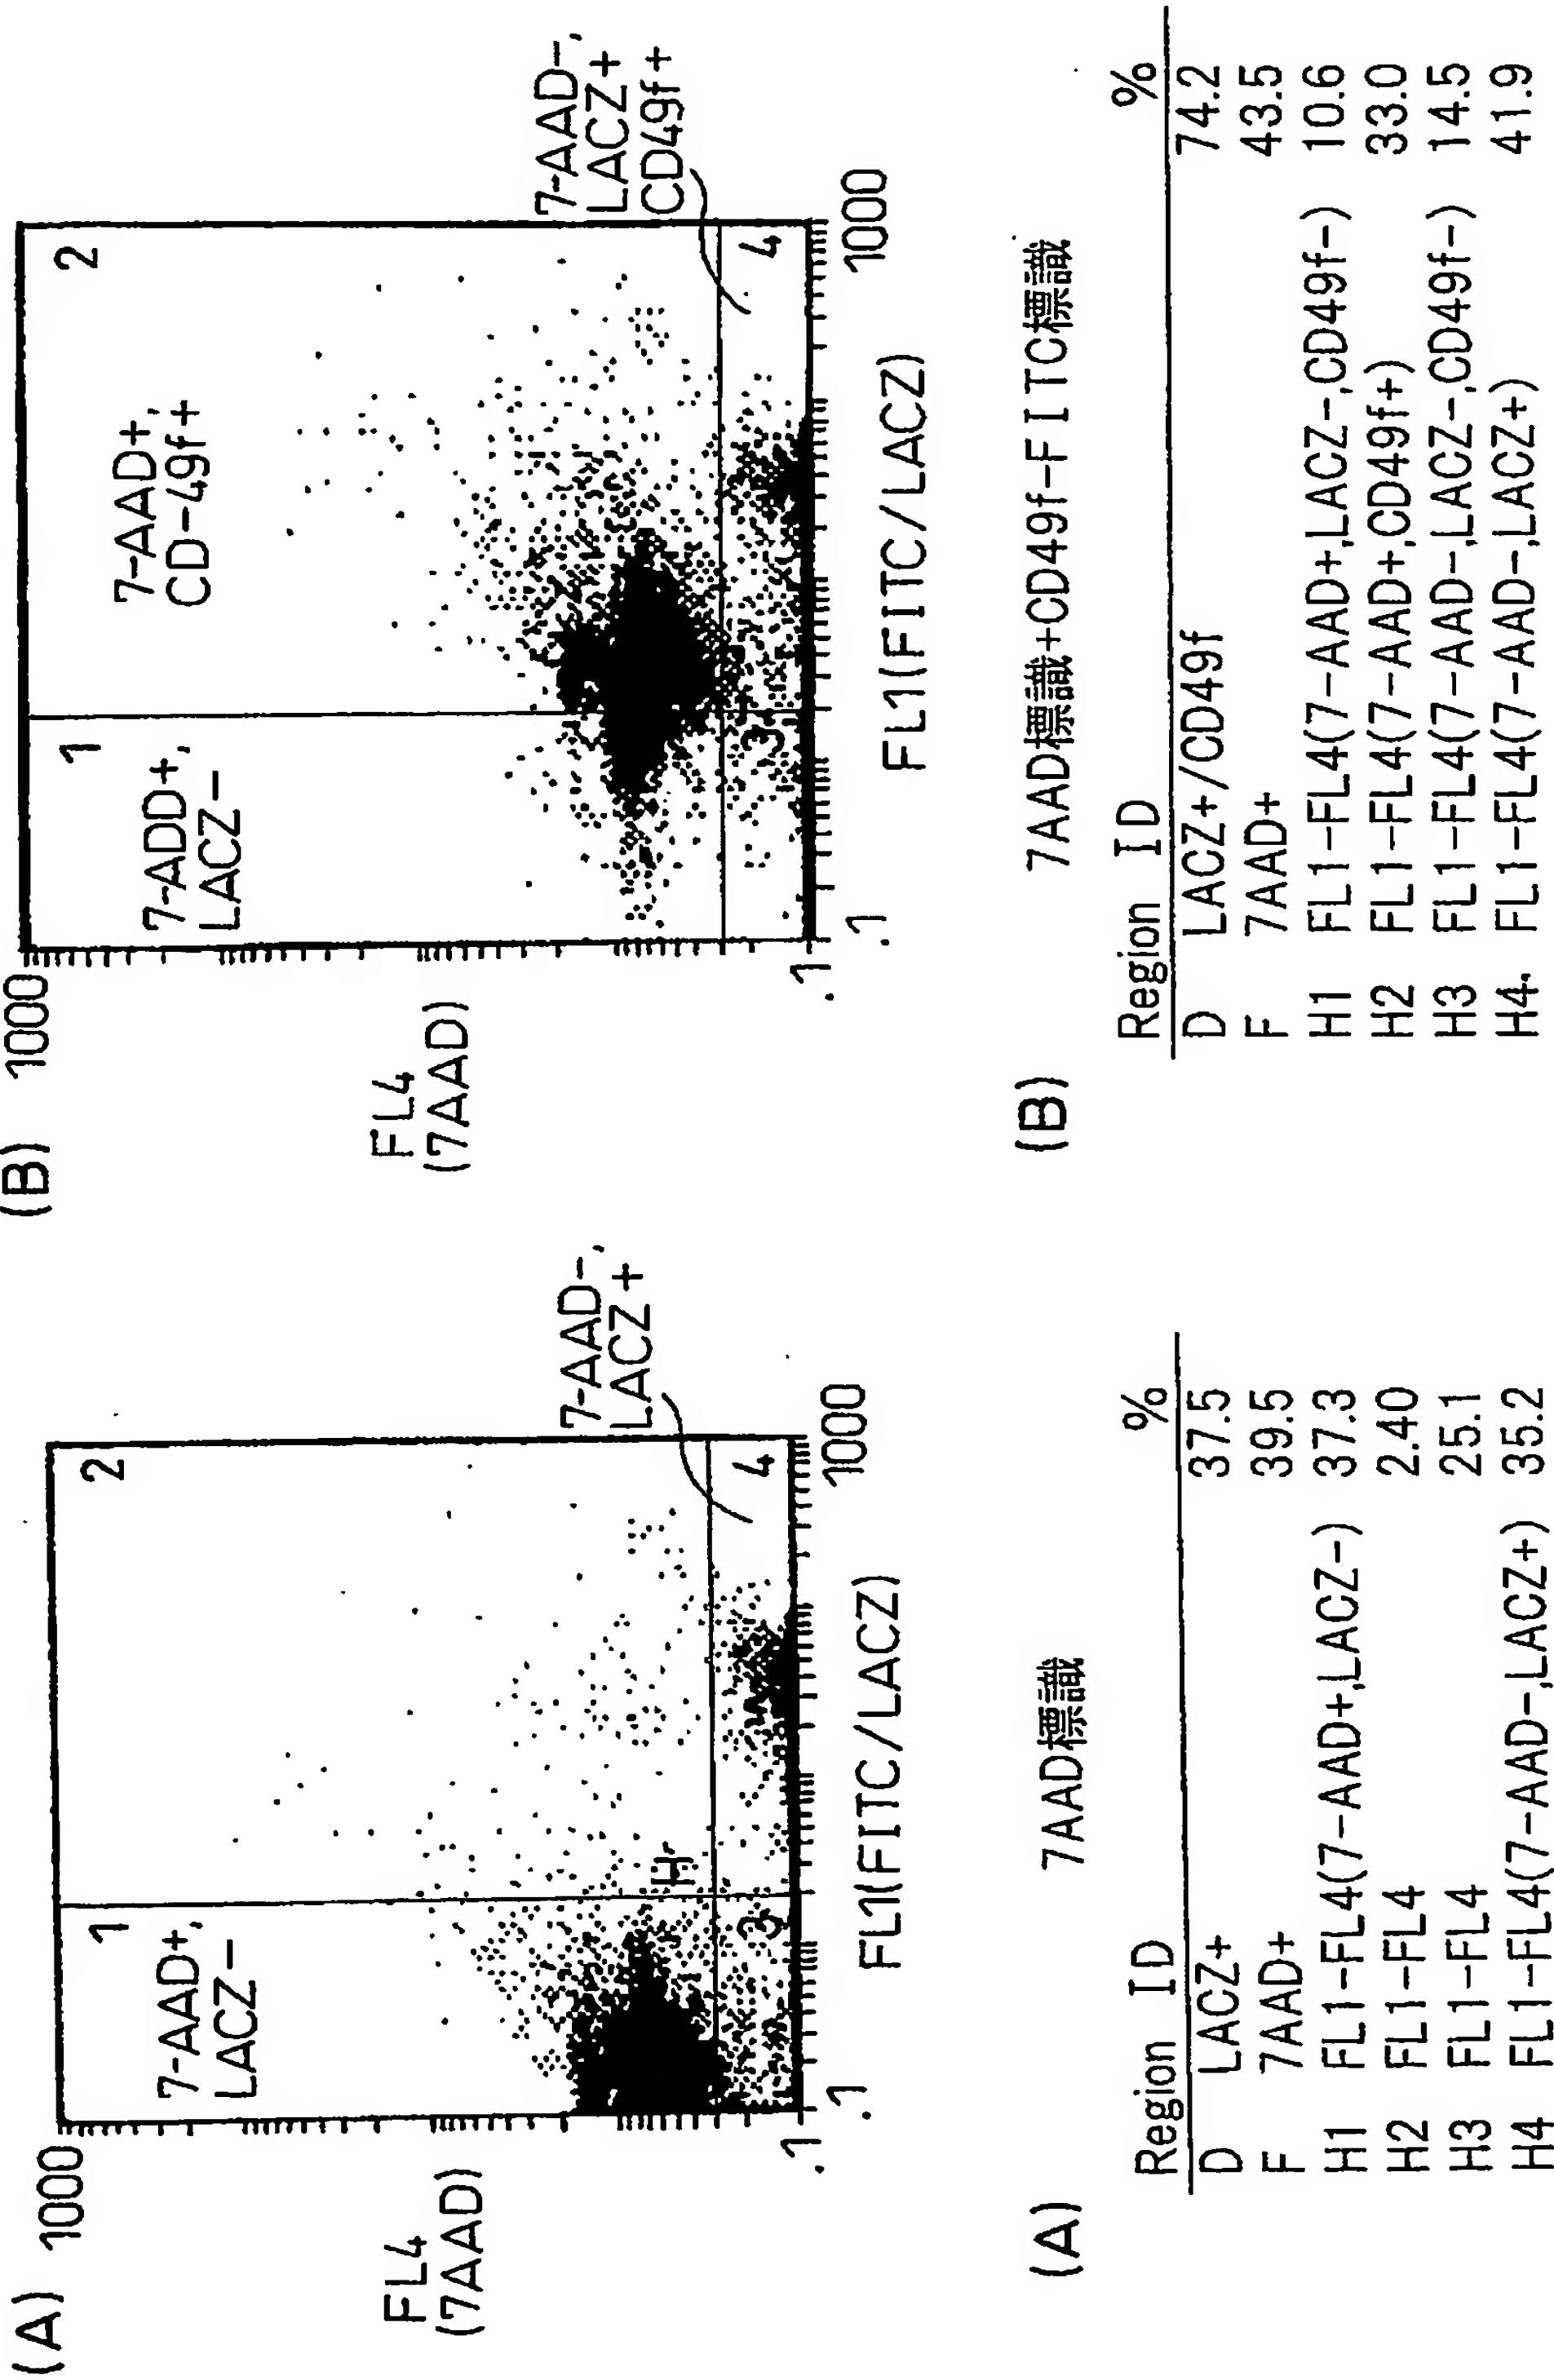 (A)
1000
FL4
(7AAD)
.1
.1
1000
FL1(FITC/LACZ)
1
7-AAD+,
LACZ-
2
H
3
4
7-AAD-,
LACZ+
(B)
1000
FL4
(7AAD)
.1
.1
1000
FL1(FITC/LACZ)
1
7-ADD+,
LACZ-
2
7-AAD+,
CD-49f+
3
4
7-AAD-,
LACZ+
CD49f+
(A) 7AAD標識
Region ID %
D LACZ+ 37.5
F 7AAD+ 39.5
H1 FL1-FL4(7-AAD+,LACZ-) 37.3
H2 FL1-FL4 2.40
H3 FL1-FL4 25.1
H4 FL1-FL4(7-AAD-,LACZ+) 35.2
(B) 7AAD標識+CD49f-FITC標識
Region ID %
D LACZ+/CD49f 74.2
F 7AAD+ 43.5
H1 FL1-FL4(7-AAD+,LACZ-,CD49f-) 10.6
H2 FL1-FL4(7-AAD+,CD49f+) 33.0
H3 FL1-FL4(7-AAD-,LACZ-,CD49f-) 14.5
H4. FL1-FL4(7-AAD-,LACZ+) 41.9